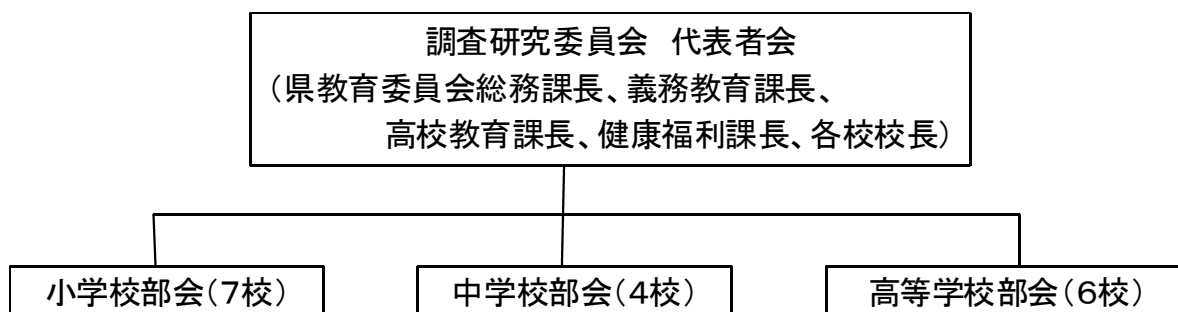 調査研究委員会 代表者会
(県教育委員会総務課長、義務教育課長、
高校教育課長、健康福利課長、各校校長)
小学校部会(7校)
中学校部会(4校)
高等学校部会(6校)